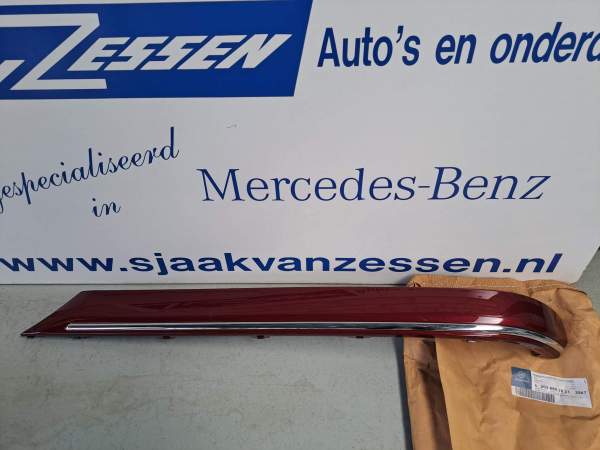 ZESSEN
Auto's en onderd
gespecialiseerd
in
Mercedes-Benz
www.sjaakvanzessen.nl